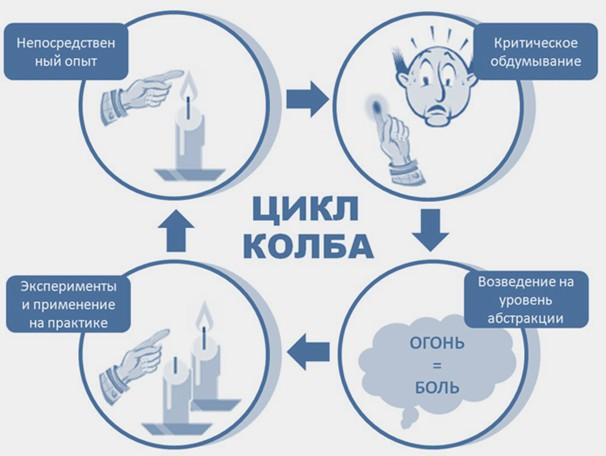 Непосредствен
ный опыт
Критическое
обдумывание
ЦИКЛ
КОЛБА
Эксперименты
и применение
на практике
Возведение на
уровень
абстракции
ОГОНЬ
=
БОЛЬ